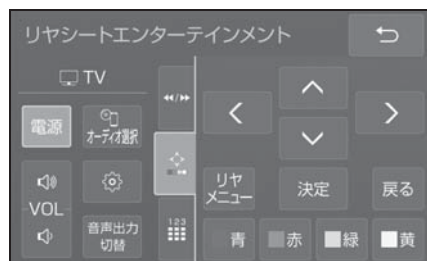 リヤシートエンターテインメント
TV
電源
オーディオ選択
VOL
音声出力
切替
123
リヤ
メニュー
決定
戻る
青
赤
緑
黄